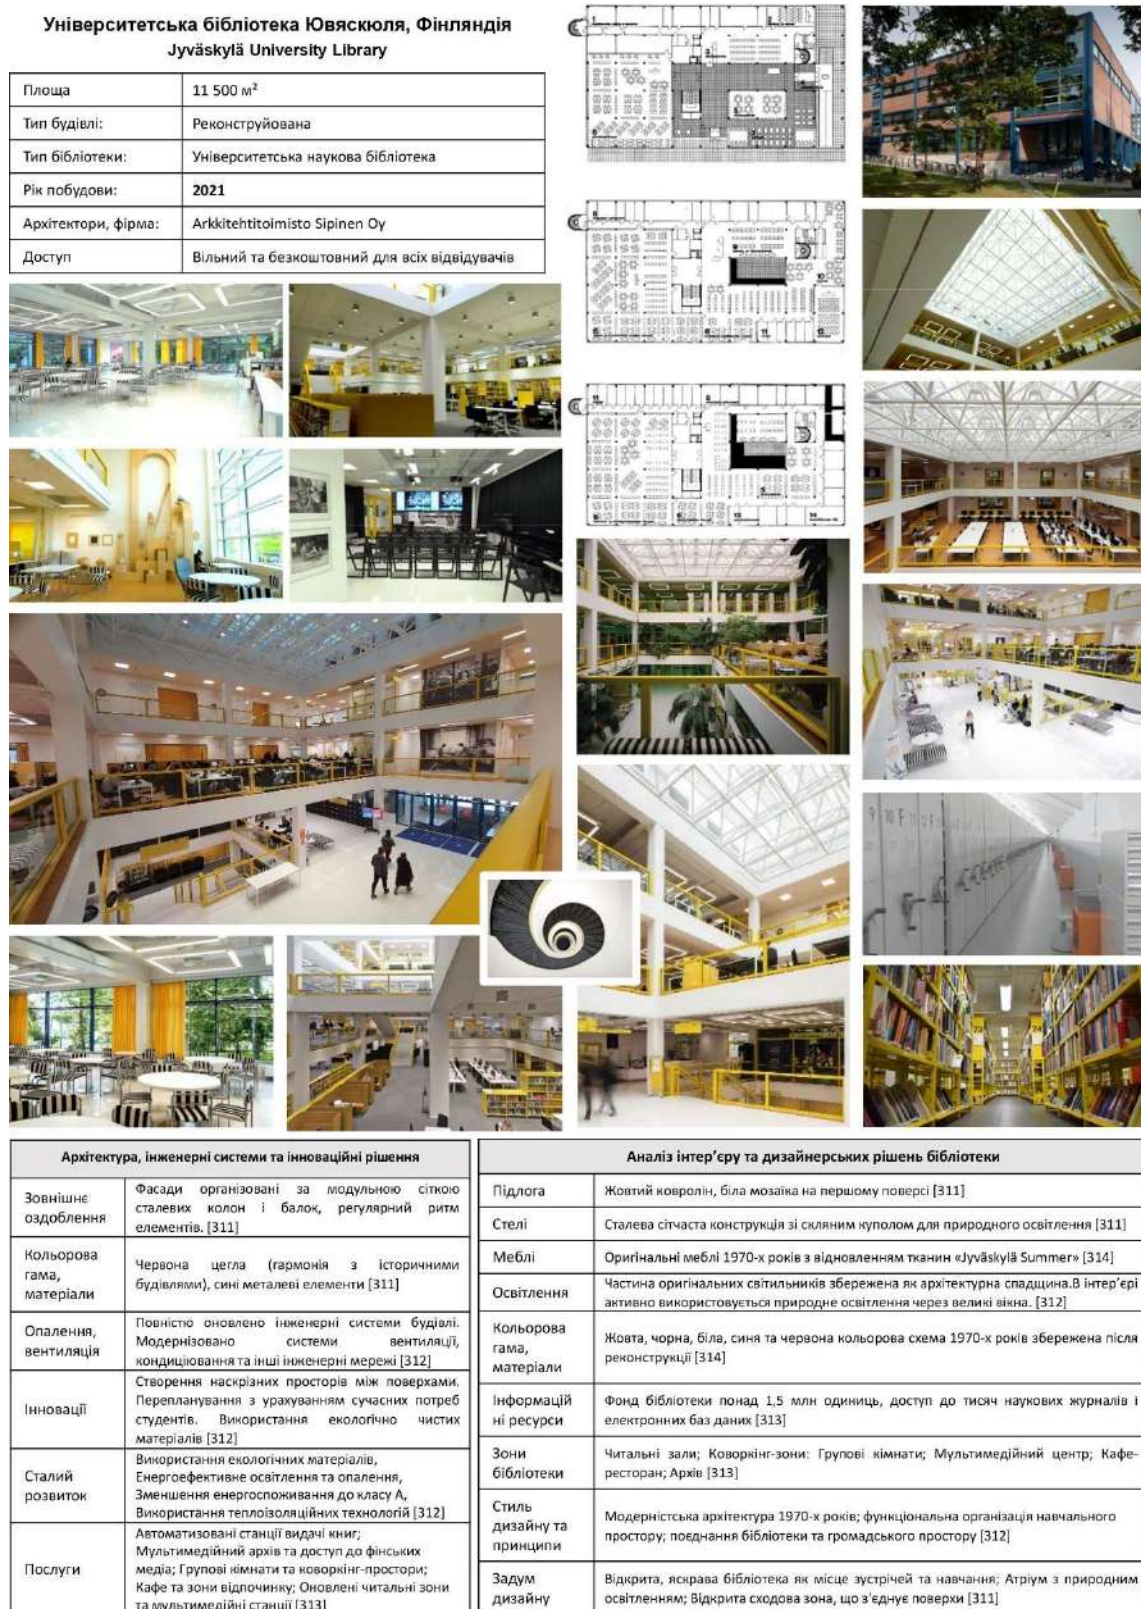 Університетська бібліотека Ювяскюля, Фінляндія
Jyväskylä University Library
Площа 11 500 м²
Тип будівлі: Реконструйована
Тип бібліотеки: Університетська наукова бібліотека
Рік побудови: 2021
Архітектори, фірма: Arkkitehtitoimisto Sipinen Oy
Доступ Вільний та безкоштовний для всіх відвідувачів
Архітектура, інженерні системи та інноваційні рішення
Зовнішнє
оздоблення
Фасади організовані за модульною сіткою
сталевих колон і балок, регулярний ритм
елементів. [311]
Кольорова
гама,
матеріали
Червона цегла (гармонія з історичними
будівлями), сині металеві елементи [311]
Опалення,
вентиляція
Повністю оновлено інженерні системи будівлі.
Модернізовано системи вентиляції,
кондиціювання та інші інженерні мережі [312]
Інновації
Створення наскрізних просторів між поверхами.
Перепланування з урахуванням сучасних потреб
студентів. Використання екологічно чистих
матеріалів [312]
Сталий
розвиток
Використання екологічних матеріалів,
Енергоефективне освітлення та опалення,
Зменшення енергоспоживання до класу А,
Використання теплоізоляційних технологій [312]
Послуги
Автоматизовані станції видачі книг;
Мультимедійний архів та доступ до фінських
медіа; Групові кімнати та коворкінг-простори;
Кафе та зони відпочинку; Оновлені читальні зони
та мультимедійні станції [313]
Аналіз інтер’єру та дизайнерських рішень бібліотеки
Підлога Жовтий ковролін, біла мозаїка на першому поверсі [311]
Стелі Сталева сітчаста конструкція зі скляним куполом для природного освітлення [311]
Меблі Оригінальні меблі 1970-х років з відновленням тканин «Jyväskylä Summer» [314]
Освітлення
Частина оригінальних світильників збережена як архітектурна спадщина.В інтер’єрі
активно використовується природне освітлення через великі вікна. [312]
Кольорова
гама,
матеріали
Жовта, чорна, біла, синя та червона кольорова схема 1970-х років збережена після
реконструкції [314]
Інформацій
ні ресурси
Фонд бібліотеки понад 1,5 млн одиниць, доступ до тисяч наукових журналів і
електронних баз даних [313]
Зони
бібліотеки
Читальні зали; Коворкінг-зони: Групові кімнати; Мультимедійний центр; Кафе-
ресторан; Архів [313]
Стиль
дизайну та
принципи
Модерністська архітектура 1970-х років; функціональна організація навчального
простору; поєднання бібліотеки та громадського простору [312]
Задум
дизайну
Відкрита, яскрава бібліотека як місце зустрічей та навчання; Атріум з природним
освітленням; Відкрита сходова зона, що з’єднує поверхи [311]